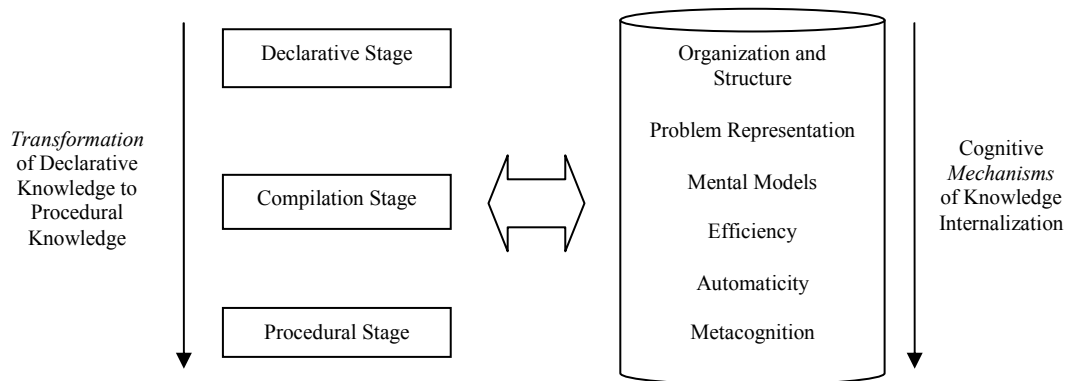 Transformation
of Declarative
Knowledge to
Procedural
Knowledge
Declarative Stage
Compilation Stage
Procedural Stage
Organization and
Structure
Problem Representation
Mental Models
Efficiency
Automaticity
Metacognition
Cognitive
Mechanisms
of Knowledge
Internalization